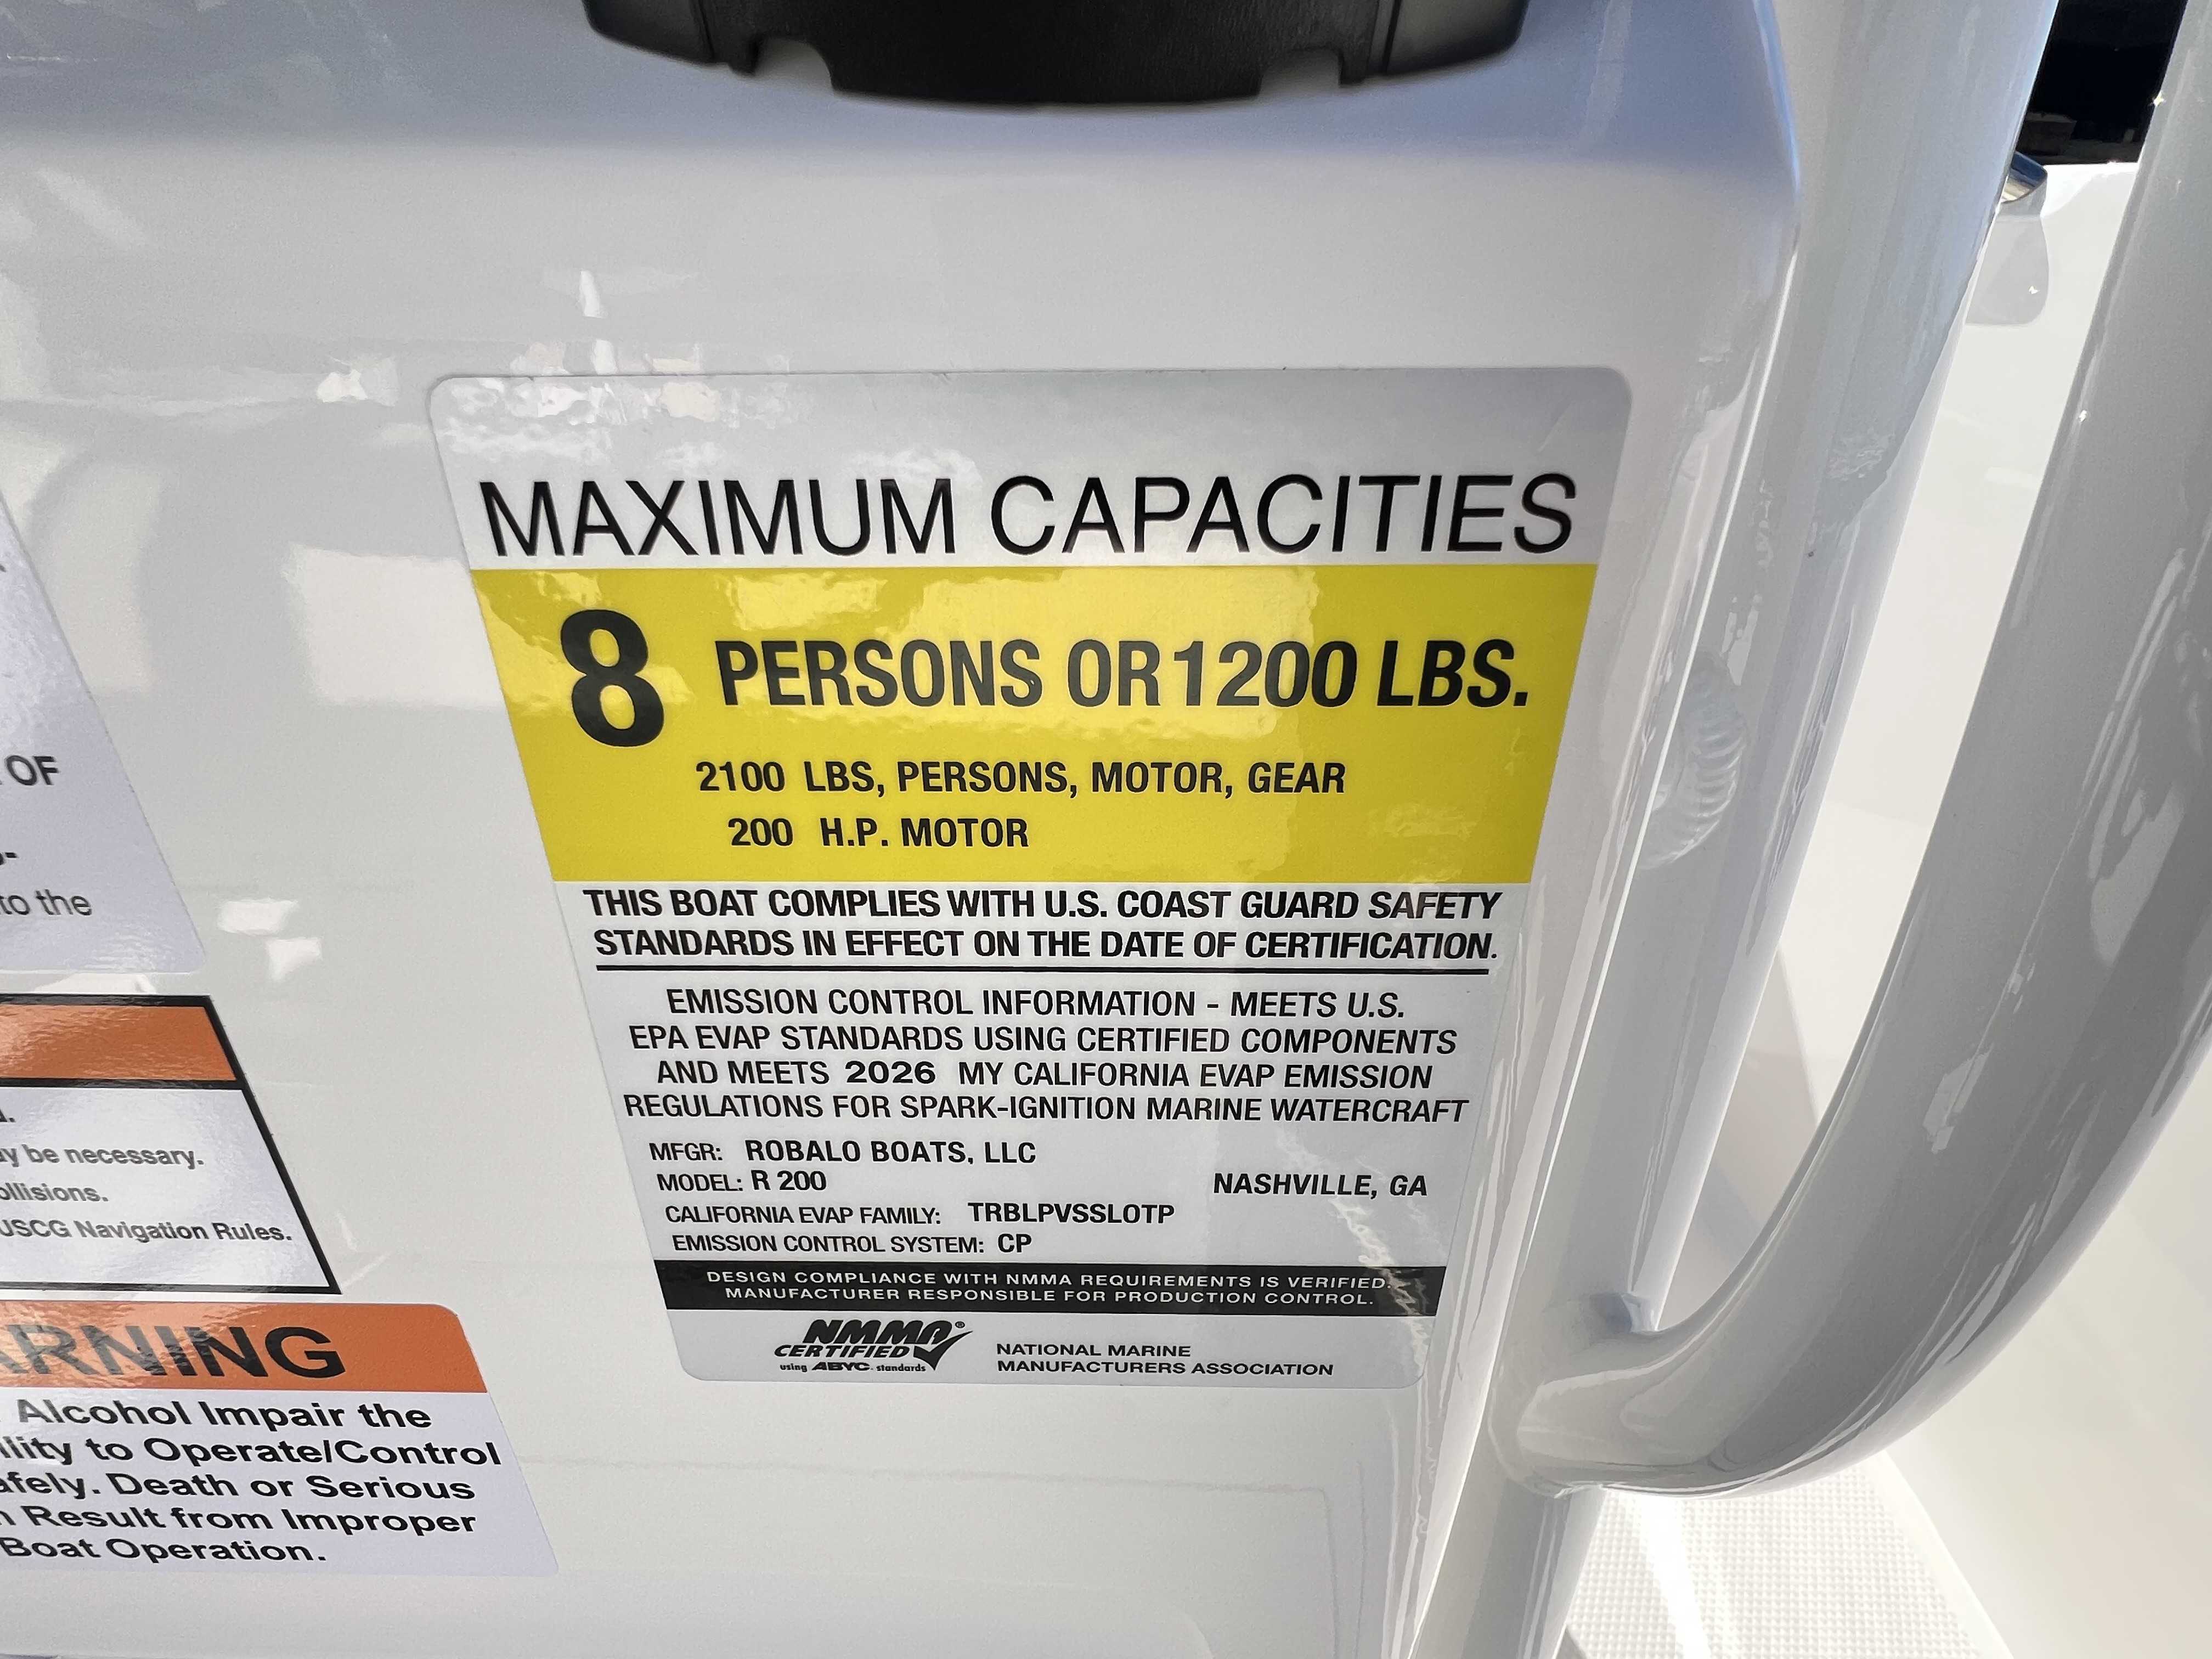 MAXIMUM CAPACITIES
8 PERSONS OR 1200 LBS.
2100 LBS, PERSONS, MOTOR, GEAR
200 H.P. MOTOR
THIS BOAT COMPLIES WITH U.S. COAST GUARD SAFETY
STANDARDS IN EFFECT ON THE DATE OF CERTIFICATION.
EMISSION CONTROL INFORMATION - MEETS U.S.
EPA EVAP STANDARDS USING CERTIFIED COMPONENTS
AND MEETS 2026 MY CALIFORNIA EVAP EMISSION
REGULATIONS FOR SPARK-IGNITION MARINE WATERCRAFT
MFGR: ROBALO BOATS, LLC
MODEL: R 200 NASHVILLE, GA
CALIFORNIA EVAP FAMILY: TRBLPVSSLOTP
EMISSION CONTROL SYSTEM: CP
DESIGN COMPLIANCE WITH NMMA REQUIREMENTS IS VERIFIED.
MANUFACTURER RESPONSIBLE FOR PRODUCTION CONTROL.
NMMA®
CERTIFIED
using ABYC standards
NATIONAL MARINE
MANUFACTURERS ASSOCIATION
OF
to the
be necessary.
USCG Navigation Rules.
Alcohol Impair the
to Operate/Control
Death or Serious
Result from Improper
Boat Operation.